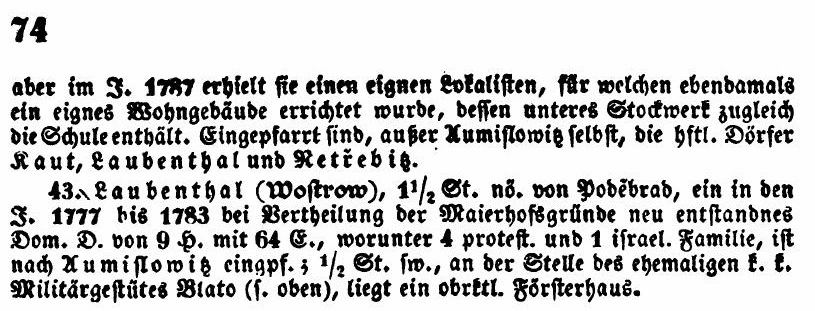 74
aber im J. 1787 erhielt sie einen eignen Lokalisten, für welchen ebendamals
ein eignes Wohngebäude errichtet wurde, dessen unteres Stockwerk zugleich
die Schule enthält. Eingepfarrt sind, außer Aumislowitz selbst, die hftl. Dörfer
Kaut, Laubenthal und Netřebitz.
43. Laubenthal (Wostrow), 1 1/2 St. nö. von Poděbrad, ein in den
J. 1777 bis 1783 bei Vertheilung der Maierhofsgründe neu entstandnes
Dom. D. von 9 H. mit 64 E., worunter 4 protest. und 1 israel. Familie, ist
nach Aumislowitz eingpf.; 1/2 St. sw., an der Stelle des ehemaligen k. k.
Militärgestütes Blato (s. oben), liegt ein obrktl. Försterhaus.